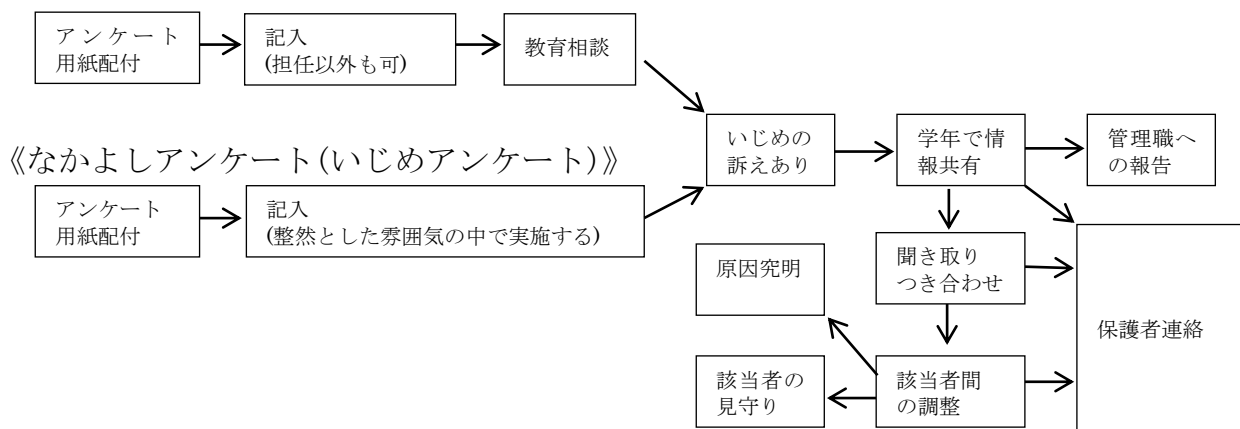 アンケート
用紙配付
記入
(担任以外も可)
教育相談
いじめの
訴えあり
学年で情
報共有
管理職へ
の報告
《なかよしアンケート(いじめアンケート)》
アンケート
用紙配付
記入
(整然とした雰囲気の中で実施する)
聞き取り
つき合わせ
原因究明
保護者連絡
該当者の
見守り
該当者間
の調整